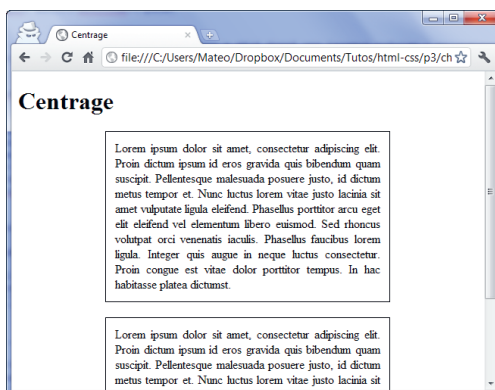 Centrage
file:///C:/Users/Mateo/Dropbox/Documents/Tutos/html-css/p3/ch
Centrage
Lorem ipsum dolor sit amet, consectetur adipiscing elit.
Proin dictum ipsum id eros gravida quis bibendum quam
suscipit. Pellentesque malesuada posuere justo, id dictum
metus tempor et. Nunc luctus lorem vitae justo lacinia sit
amet vulputate ligula eleifend. Phasellus porttitor arcu eget
elit eleifend vel elementum libero euismod. Sed rhoncus
volutpat orci venenatis iaculis. Phasellus faucibus lorem
ligula. Integer quis augue in neque luctus consectetur.
Proin congue est vitae dolor porttitor tempus. In hac
habitasse platea dictumst.
Lorem ipsum dolor sit amet, consectetur adipiscing elit.
Proin dictum ipsum id eros gravida quis bibendum quam
suscipit. Pellentesque malesuada posuere justo, id dictum
metus tempor et. Nunc luctus lorem vitae justo lacinia sit